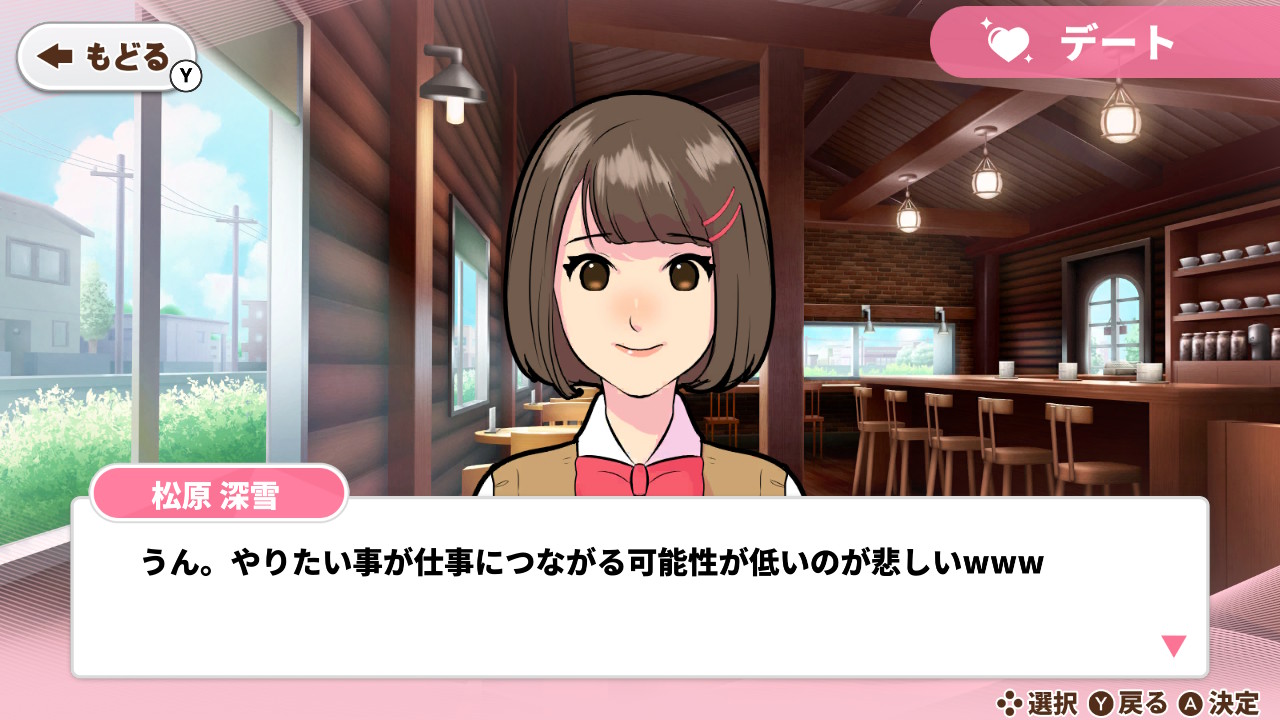 もどる
Y
デート
松原 深雪
うん。やりたい事が仕事につながる可能性が低いのが悲しいwww
選択 Y 戻る A 決定